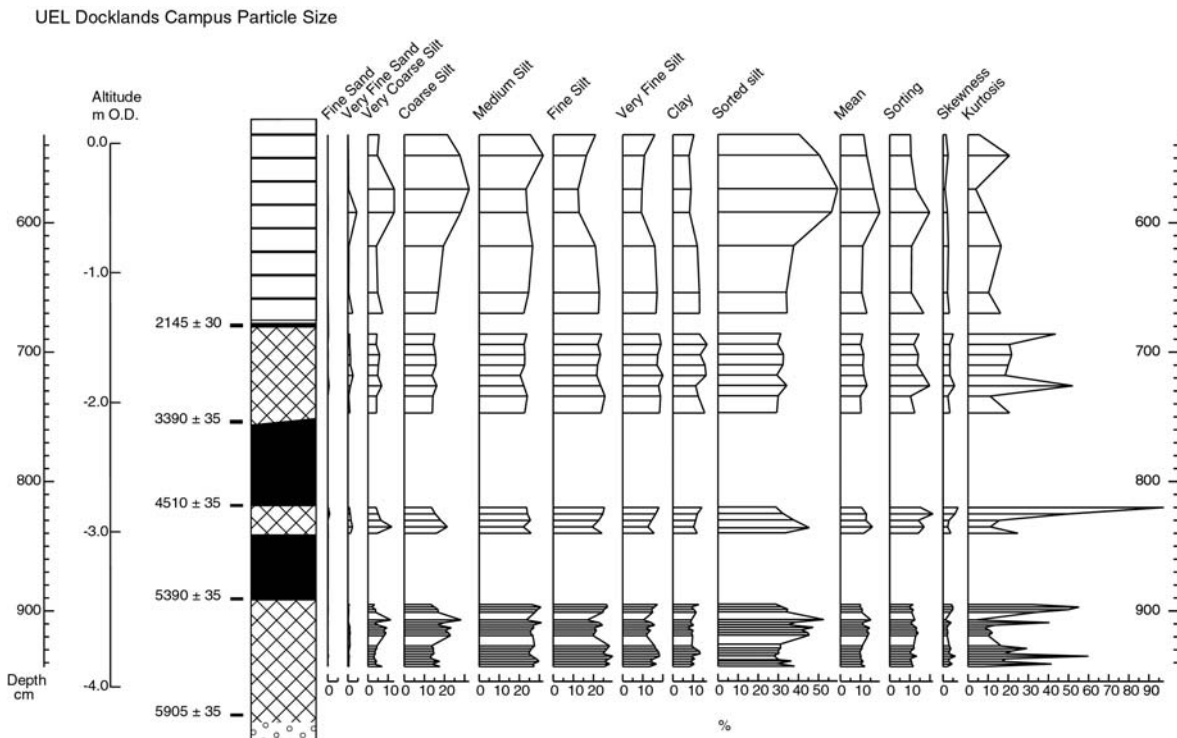 UEL Docklands Campus Particle Size
Altitude
m O.D.
Fine Sand
Very Fine Sand
Very Coarse Silt
Coarse Silt
Medium Silt
Fine Silt
Very Fine Silt
Clay
Sorted silt
Mean
Sorting
Skewness
Kurtosis
0.0
600 600
-1.0
2145 ± 30
700 700
-2.0
3390 ± 35
800 800
4510 ± 35
-3.0
5390 ± 35
900 900
Depth
cm
-4.0
0 0 0 10 0 10 20 0 10 20 0 10 20 0 10 0 0 10 20 30 40 50 0 10 0 10 0 0 10 20 30 40 50 60 70 80 90
5905 ± 35
%